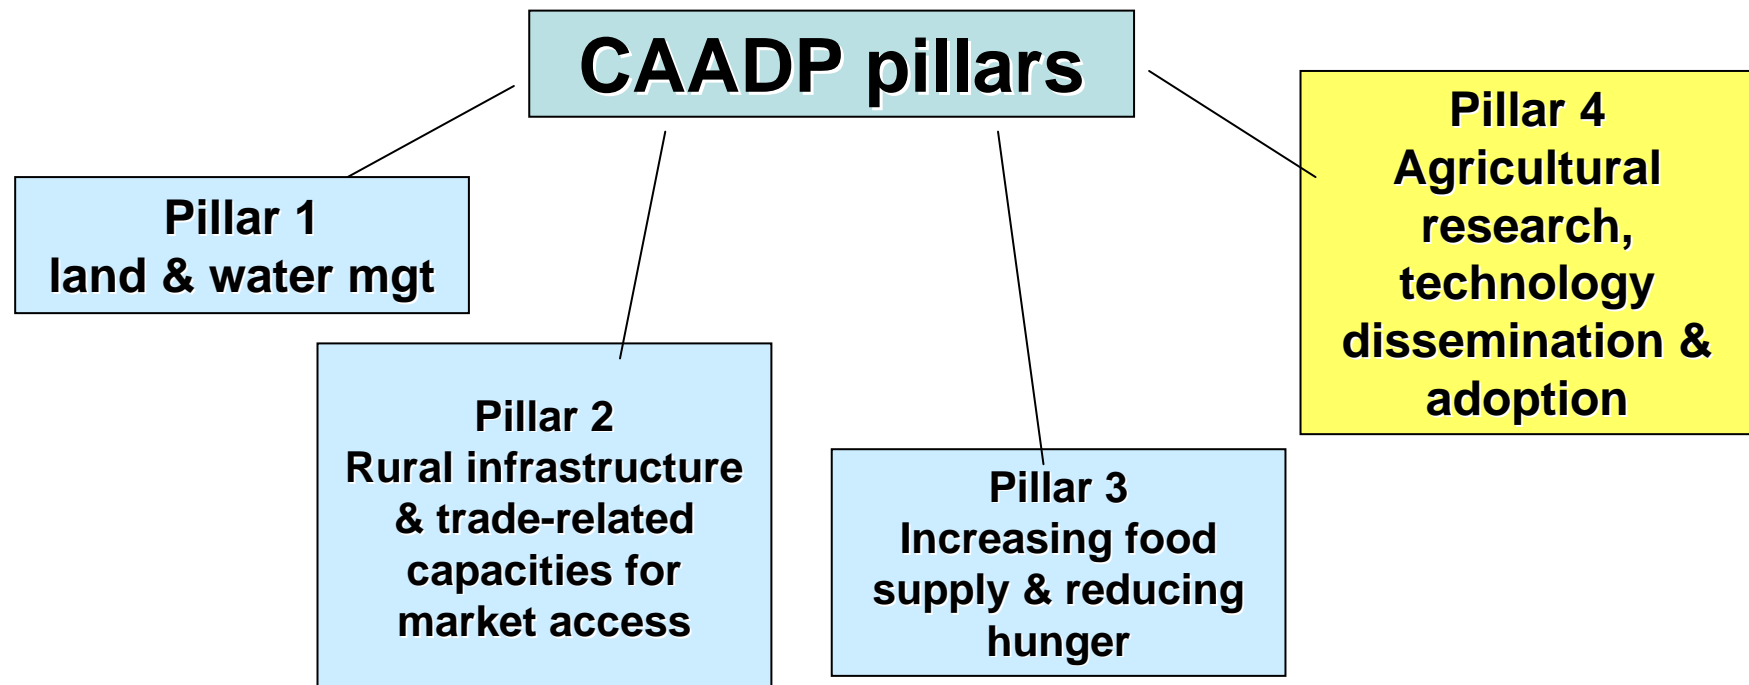 CAADP pillars
Pillar 1
land & water mgt
Pillar 2
Rural infrastructure
& trade-related
capacities for
market access
Pillar 3
Increasing food
supply & reducing
hunger
Pillar 4
Agricultural
research,
technology
dissemination &
adoption